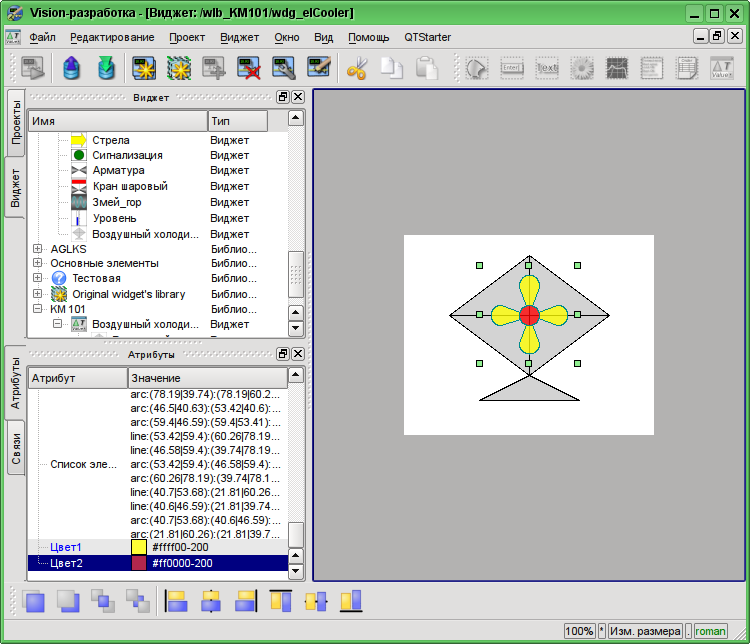 Vision-разработка - [Виджет: /wlb_KM101/wdg_elCooler]
Файл Редактирование Проект Виджет Окно Вид Помощь QTStarter
Проекты
Виджет
Виджет
Имя Тип
Стрела Виджет
Сигнализация Виджет
Арматура Виджет
Кран шаровый Виджет
Змей_гор Виджет
Уровень Виджет
Воздушный холоди... Виджет
AGLKS Библио...
Основные элементы Библио...
Тестовая Библио...
Original widget's library Библио...
КМ 101 Библио...
Воздушный холоди... Виджет
Атрибуты
Связи
Атрибуты
Атрибут Значение
arc:(78.19|39.74):(78.19|60.2...
arc:(46.5|40.63):(53.42|40.6):...
arc:(59.4|46.59):(59.4|53.41):...
line:(53.42|59.4):(60.26|78.19...
line:(46.58|59.4):(39.74|78.19...
arc:(53.42|59.4):(46.58|59.4):...
Список эле... arc:(60.26|78.19):(39.74|78.1...
line:(40.7|53.68):(21.81|60.26...
line:(40.6|46.59):(21.81|39.74...
arc:(40.7|53.68):(40.6|46.59):...
arc:(21.81|60.26):(21.81|39.7...
Цвет1 #ffff00-200
Цвет2 #ff0000-200
100% * Изм. размера . roman